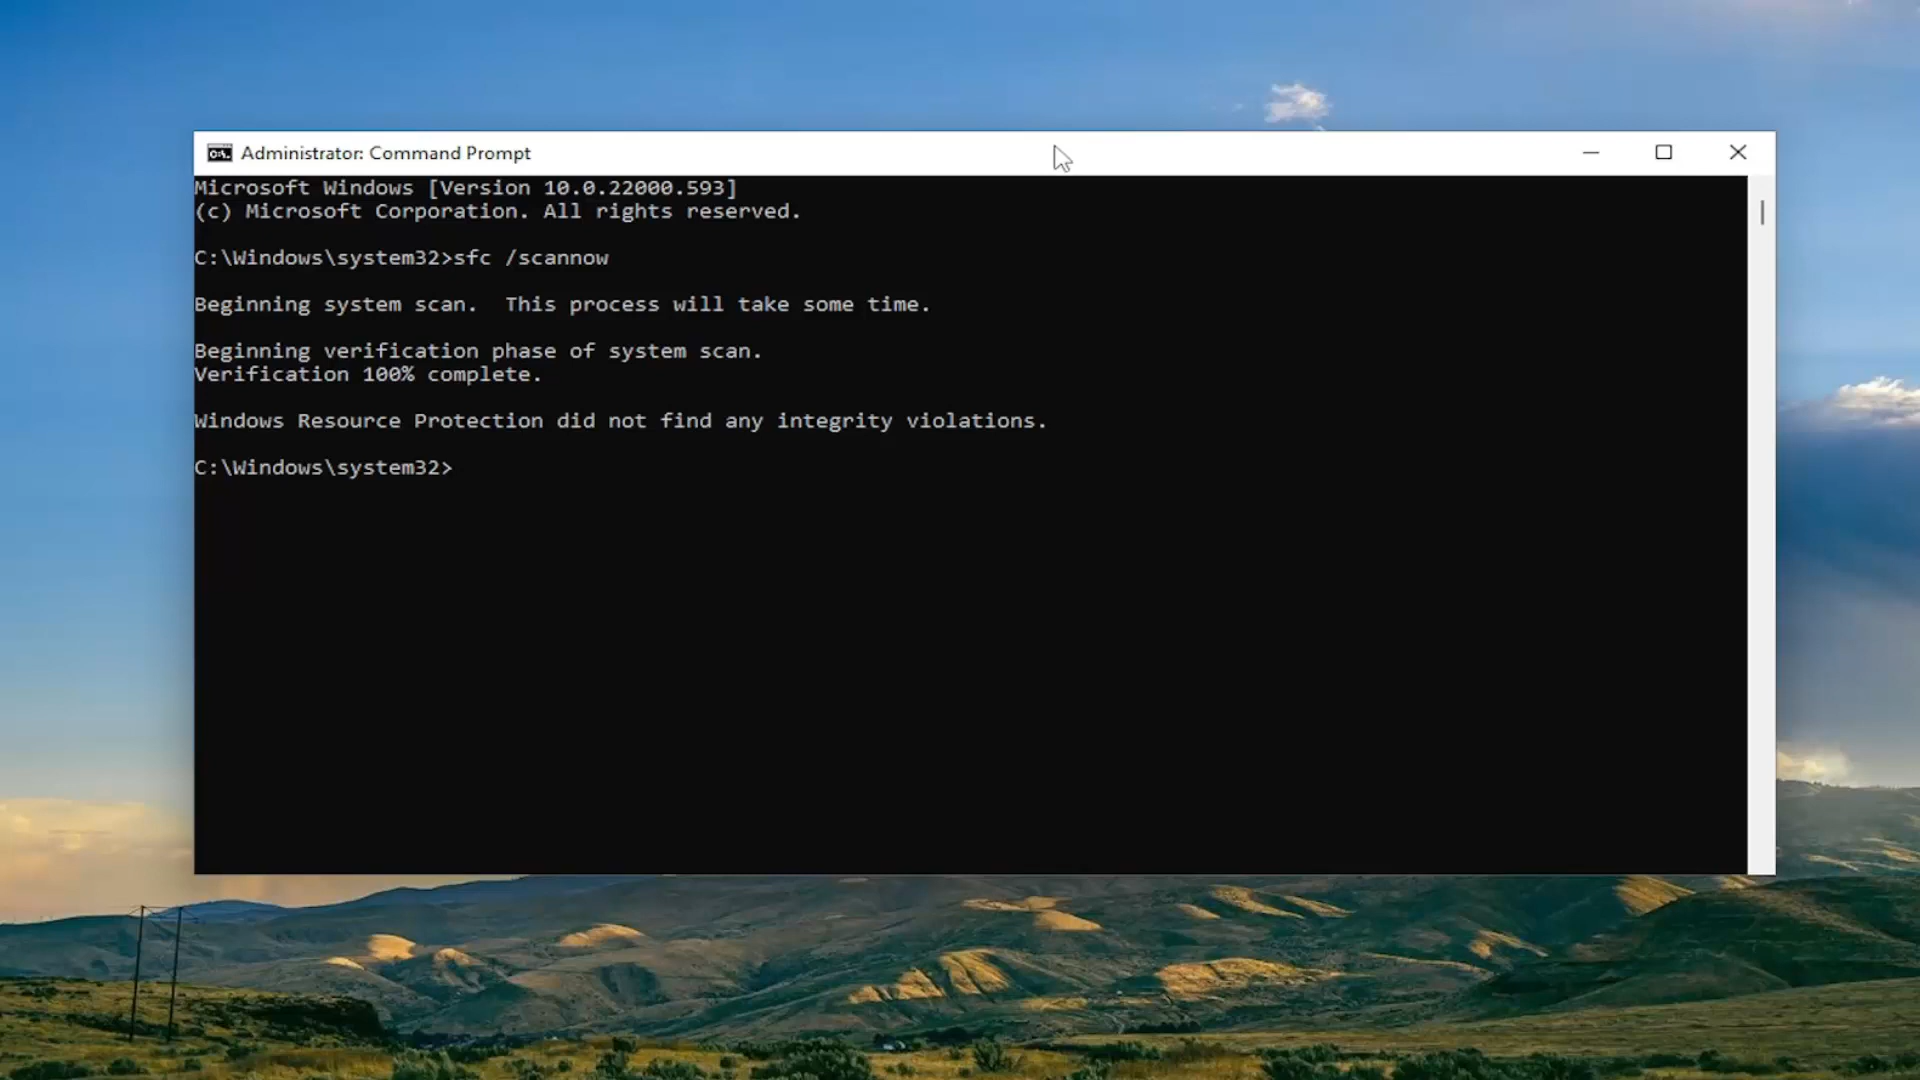 Administrator: Command Prompt
Microsoft Windows [Version 10.0.22000.593]
(c) Microsoft Corporation. All rights reserved.
C:\Windows\system32>sfc /scannow
Beginning system scan.  This process will take some time.
Beginning verification phase of system scan.
Verification 100% complete.
Windows Resource Protection did not find any integrity violations.
C:\Windows\system32>